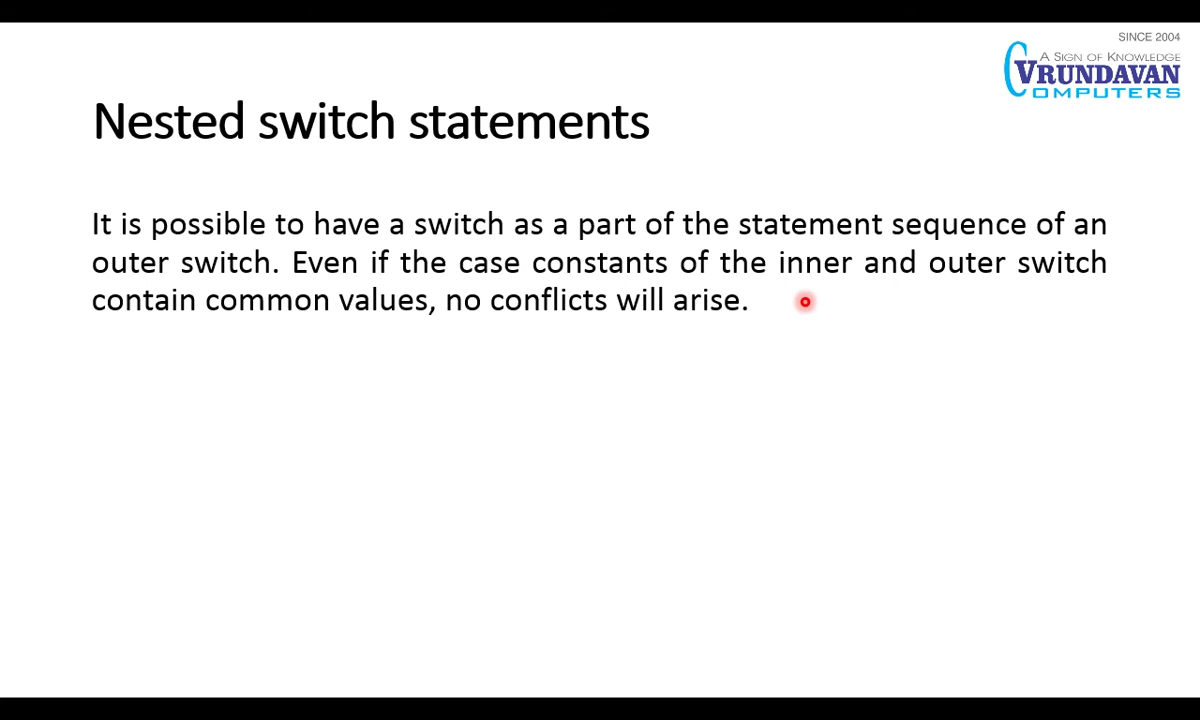 SINCE 2004
A SIGN OF KNOWLEDGE
VRUNDAVAN
COMPUTERS
Nested switch statements
It is possible to have a switch as a part of the statement sequence of an
outer switch. Even if the case constants of the inner and outer switch
contain common values, no conflicts will arise.